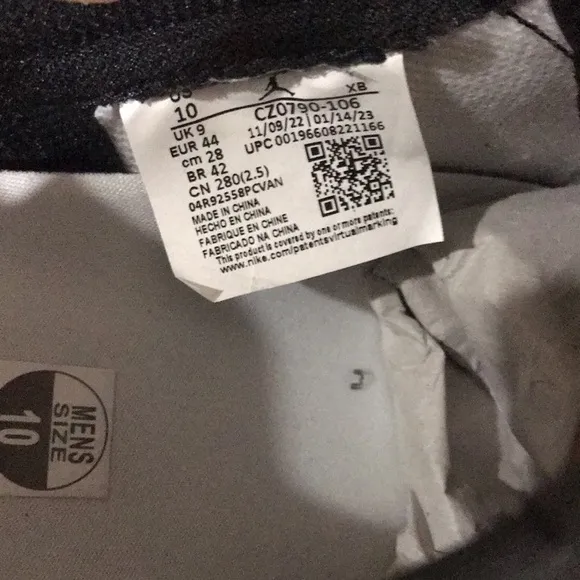 US
10 XB
UK 9 CZ0790-106
EUR 44 11/09/22 01/14/23
cm 28 UPC 00196608221166
BR 42
CN 280(2.5)
04R92558PCVAN
MADE IN CHINA
HECHO EN CHINA
FABRIQUE EN CHINE
FABRICADO NA CHINA
This product is covered by one or more patents:
www.nike.com/patentsvirtualmarking
MENS
SIZE
10